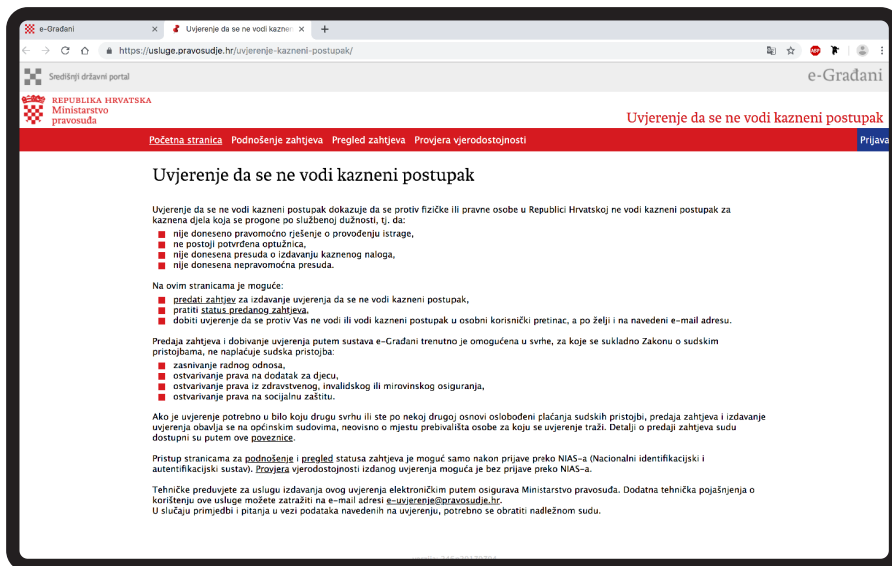 e-Građani
Uvjerenje da se ne vodi kaznen
https://usluge.pravosudje.hr/uvjerenje-kazneni-postupak/
ABP
Središnji državni portal
e-Građani
REPUBLIKA HRVATSKA
Ministarstvo
pravosuđa
Uvjerenje da se ne vodi kazneni postupak
Početna stranica Podnošenje zahtjeva Pregled zahtjeva Provjera vjerodostojnosti
Prijava
Uvjerenje da se ne vodi kazneni postupak
Uvjerenje da se ne vodi kazneni postupak dokazuje da se protiv fizičke ili pravne osobe u Republici Hrvatskoj ne vodi kazneni postupak za
kaznena djela koja se progone po službenoj dužnosti, tj. da:
nije doneseno pravomoćno rješenje o provođenju istrage,
ne postoji potvrđena optužnica,
nije donesena presuda o izdavanju kaznenog naloga,
nije donesena nepravomoćna presuda.
Na ovim stranicama je moguće:
predati zahtjev za izdavanje uvjerenja da se ne vodi kazneni postupak,
pratiti status predanog zahtjeva,
dobiti uvjerenje da se protiv Vas ne vodi ili vodi kazneni postupak u osobni korisnički pretinac, a po želji i na navedeni e-mail adresu.
Predaja zahtjeva i dobivanje uvjerenja putem sustava e-Građani trenutno je omogućena u svrhe, za koje se sukladno Zakonu o sudskim
pristojbama, ne naplaćuje sudska pristojba:
zasnivanje radnog odnosa,
ostvarivanje prava na dodatak za djecu,
ostvarivanje prava iz zdravstvenog, invalidskog ili mirovinskog osiguranja,
ostvarivanje prava na socijalnu zaštitu.
Ako je uvjerenje potrebno u bilo koju drugu svrhu ili ste po nekoj drugoj osnovi oslobođeni plaćanja sudskih pristojbi, predaja zahtjeva i izdavanje
uvjerenja obavlja se na općinskim sudovima, neovisno o mjestu prebivališta osobe za koju se uvjerenje traži. Detalji o predaji zahtjeva sudu
dostupni su putem ove poveznice.
Pristup stranicama za podnošenje i pregled statusa zahtjeva je moguć samo nakon prijave preko NIAS-a (Nacionalni identifikacijski i
autentifikacijski sustav). Provjera vjerodostojnosti izdanog uvjerenja moguća je bez prijave preko NIAS-a.
Tehničke preduvjete za uslugu izdavanja ovog uvjerenja elektroničkim putem osigurava Ministarstvo pravosuđa. Dodatna tehnička pojašnjenja o
korištenju ove usluge možete zatražiti na e-mail adresi e-uvjerenje@pravosudje.hr.
U slučaju primjedbi i pitanja u vezi podataka navedenih na uvjerenju, potrebno se obratiti nadležnom sudu.